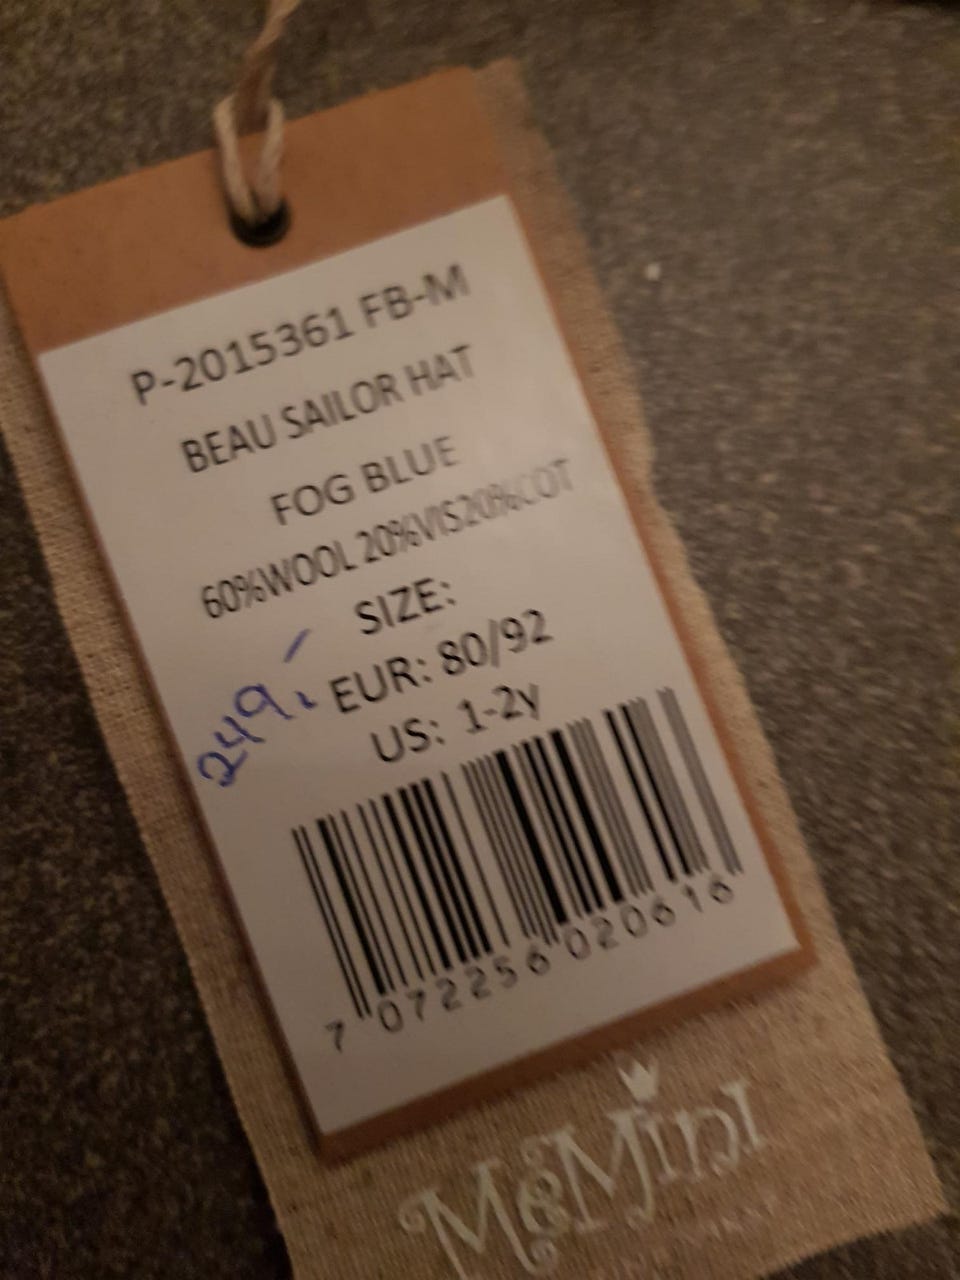 P-2015361 FB-M
BEAU SAILOR HAT
FOG BLUE
60%WOOL 20%VIS20%COT
SIZE:
249,-
EUR: 80/92
US: 1-2y
7 072256 020616
MeMini